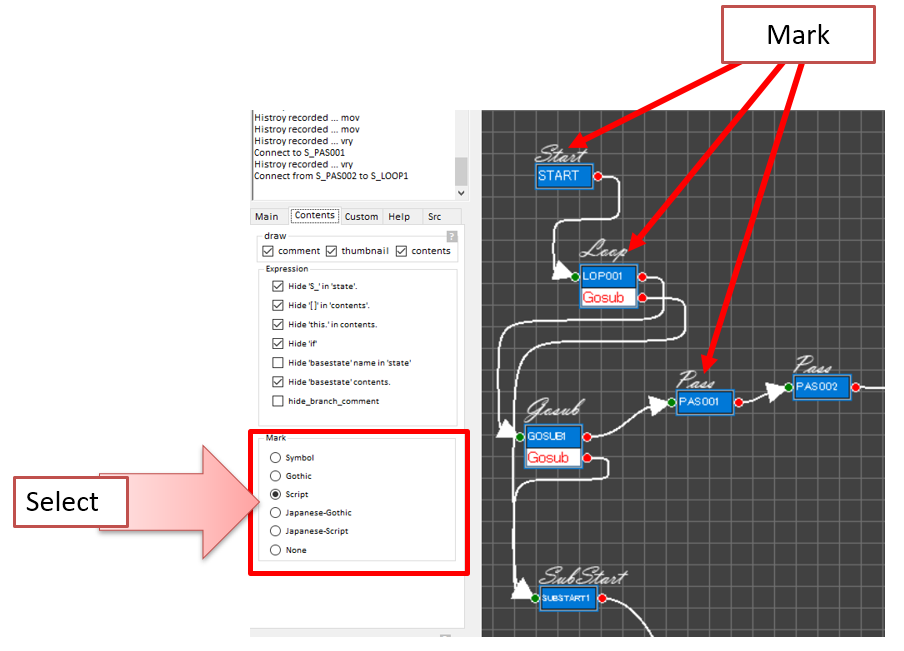 Mark
Histroy recorded ... mov
Histroy recorded ... mov
Histroy recorded ... vry
Connect to S_PAS001
Histroy recorded ... vry
Connect from S_PAS002 to S_LOOP1
Main Contents Custom Help Src
draw ?
comment thumbnail contents
Expression
Hide 'S_' in 'state'.
Hide '[ ]' in 'contents'.
Hide 'this.' in contents.
Hide 'if'
Hide 'basestate' name in 'state'
Hide 'basestate' contents.
hide_branch_comment
Mark
Symbol
Gothic
Script
Japanese-Gothic
Japanese-Script
None
Select
Start
START
Loop
LOP001
Gosub
Pass
PAS001
Pass
PAS002
Gosub
GOSUB1
Gosub
SubStart
SUBSTART1